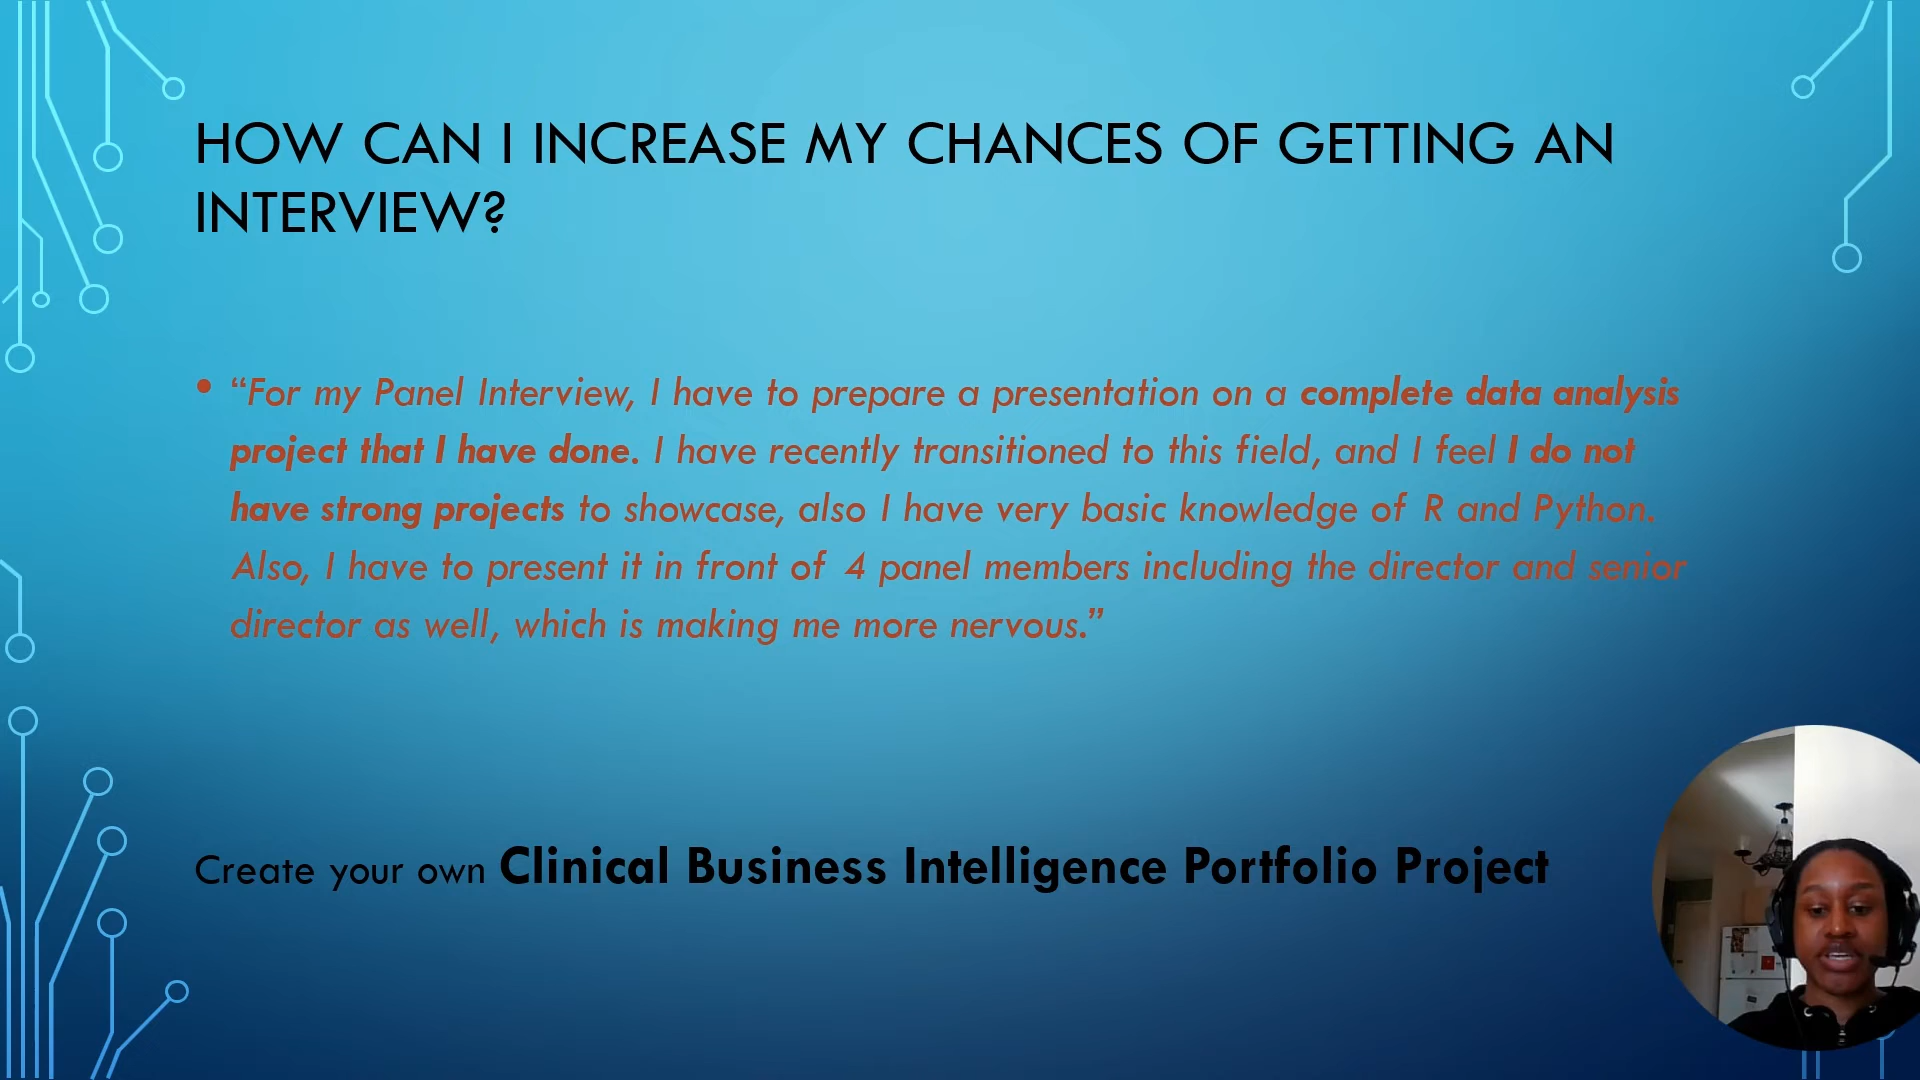 HOW CAN I INCREASE MY CHANCES OF GETTING AN
INTERVIEW?
• “For my Panel Interview, I have to prepare a presentation on a complete data analysis
project that I have done. I have recently transitioned to this field, and I feel I do not
have strong projects to showcase, also I have very basic knowledge of R and Python.
Also, I have to present it in front of 4 panel members including the director and senior
director as well, which is making me more nervous.”
Create your own Clinical Business Intelligence Portfolio Project